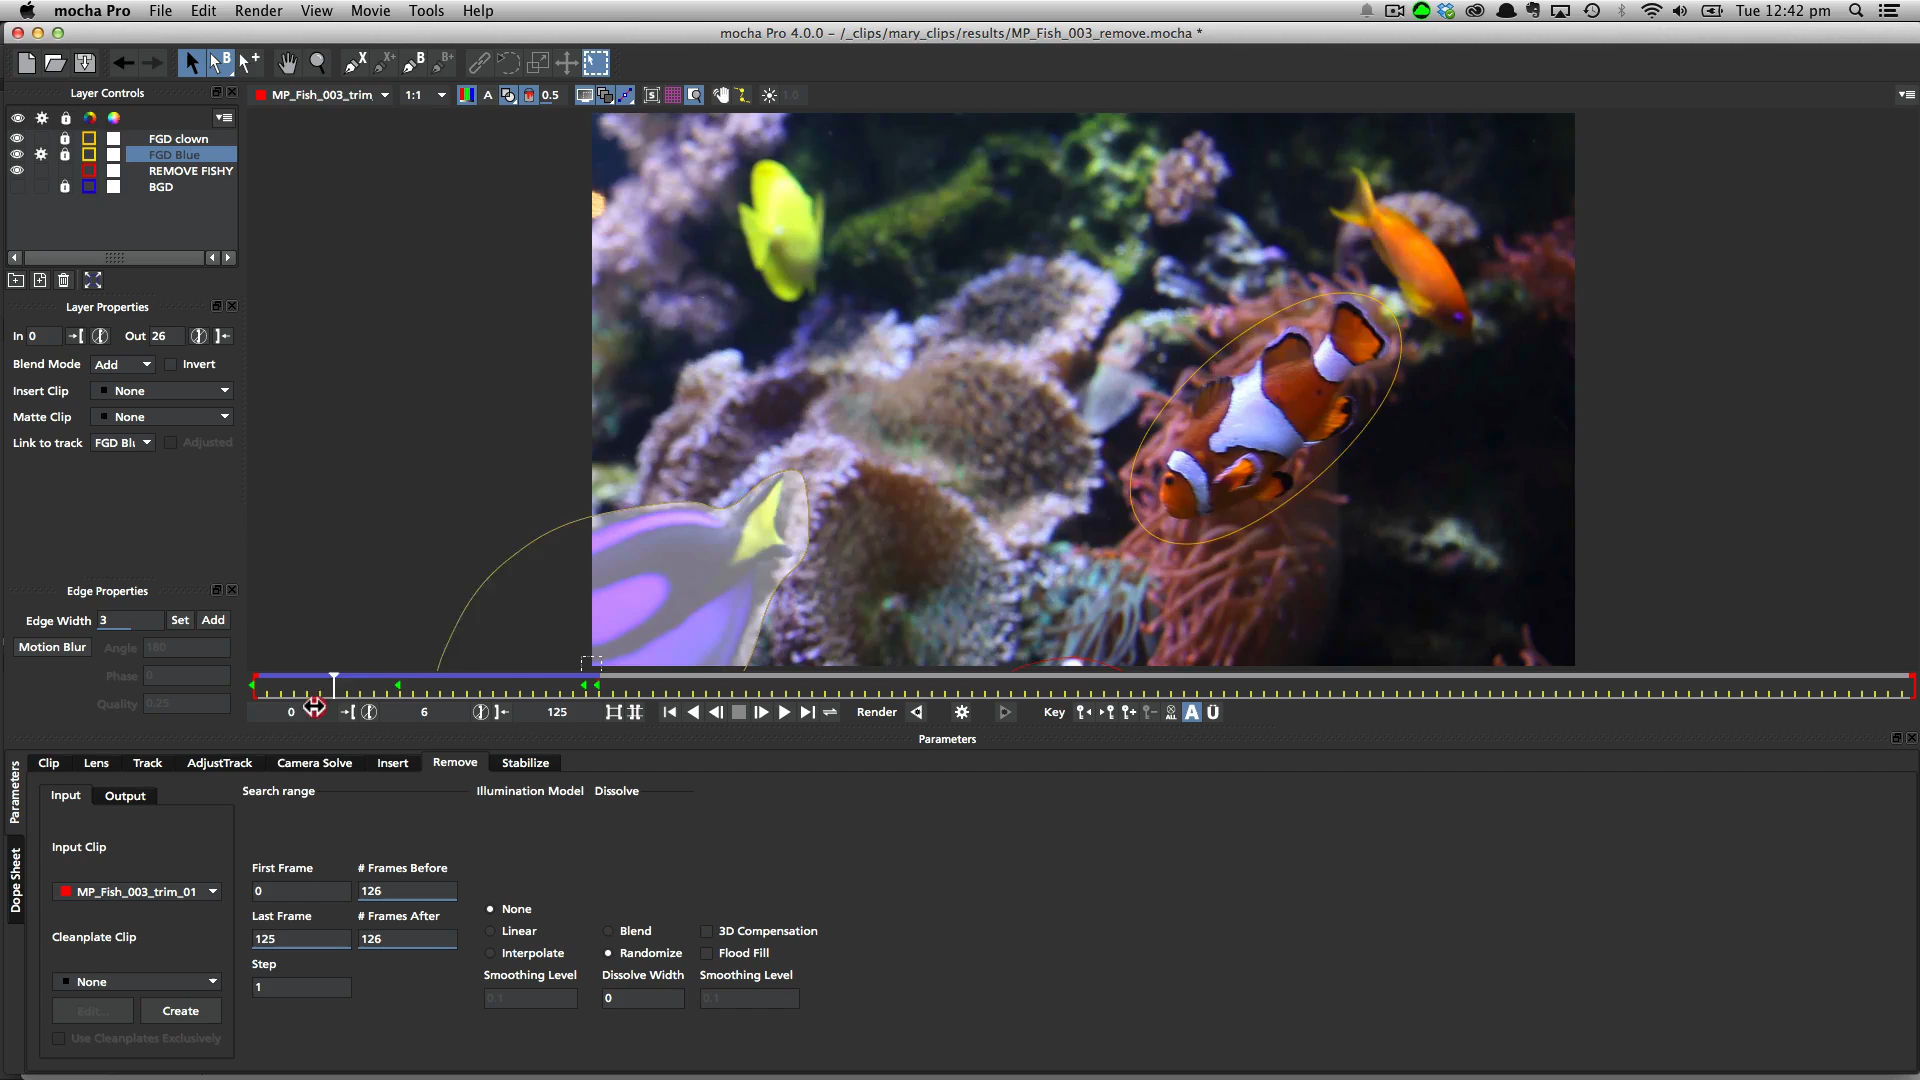 mocha Pro File Edit Render View Movie Tools Help Tue 12:42 pm
mocha Pro 4.0.0 - /_clips/mary_clips/results/MP_Fish_003_remove.mocha *
Layer Controls
MP_Fish_003_trim_ 1:1 A 0.5 1.0
FGD clown
FGD Blue
REMOVE FISHY
BGD
Layer Properties
In 0 Out 26
Blend Mode Add Invert
Insert Clip None
Matte Clip None
Link to track FGD Blu Adjusted
Edge Properties
Edge Width 3 Set Add
Motion Blur Angle 180
Phase 0
Quality 0.25
0 6 125 Render Key ALL A Ü
Parameters
Clip Lens Track AdjustTrack Camera Solve Insert Remove Stabilize
Parameters
Dope Sheet
Input Output
Input Clip
MP_Fish_003_trim_01
Cleanplate Clip
None
Edit... Create
Use Cleanplates Exclusively
Search range
First Frame # Frames Before
0 126
Last Frame # Frames After
125 126
Step
1
Illumination Model
None
Linear
Interpolate
Smoothing Level
0.1
Dissolve
Blend
Randomize
Dissolve Width
0
3D Compensation
Flood Fill
Smoothing Level
0.1